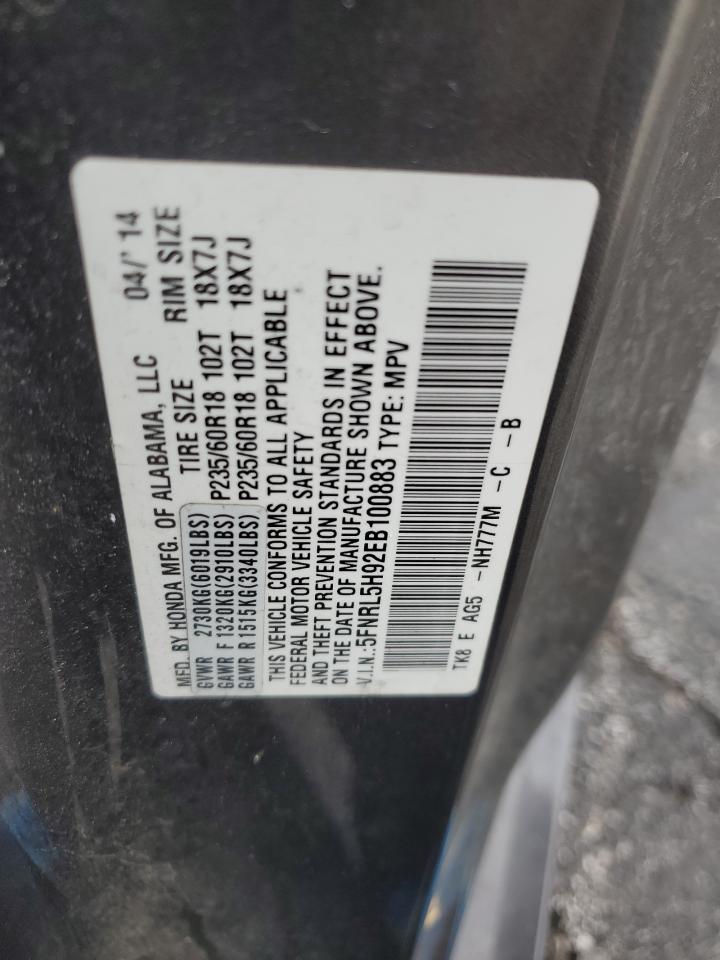 MFD. BY HONDA MFG. OF ALABAMA, LLC 04/'14
TIRE SIZE RIM SIZE
GVWR 2730KG(6019LBS)
GAWR F 1320KG(2910LBS) P235/60R18 102T 18X7J
GAWR R 1515KG(3340LBS) P235/60R18 102T 18X7J
THIS VEHICLE CONFORMS TO ALL APPLICABLE
FEDERAL MOTOR VEHICLE SAFETY
AND THEFT PREVENTION STANDARDS IN EFFECT
ON THE DATE OF MANUFACTURE SHOWN ABOVE.
V.I.N.:5FNRL5H92EB100883 TYPE: MPV
TK8 E AG5 -NH777M -C -B